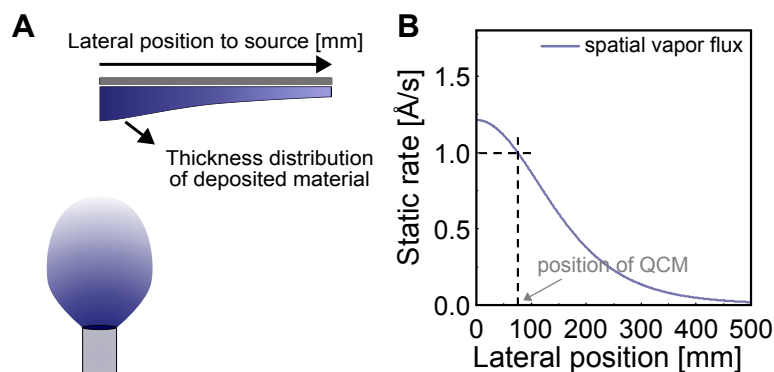 A
Lateral position to source [mm]
Thickness distribution
of deposited material
B
spatial vapor flux
Static rate [Å/s]
1.5
1.0
0.5
0.0
position of QCM
0 100 200 300 400 500
Lateral position [mm]